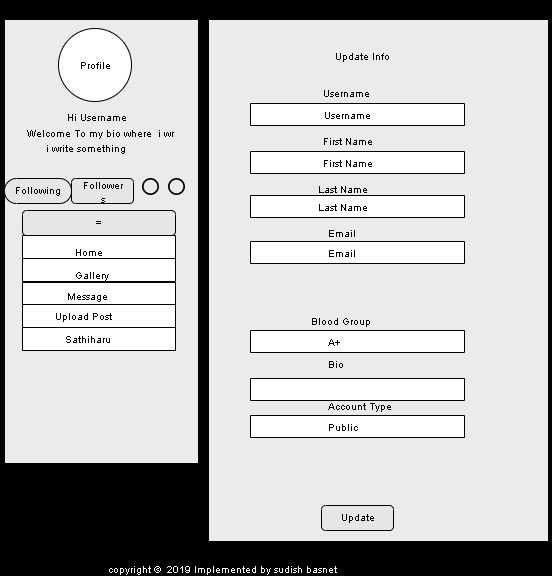 Profile
Hi Username
Welcome To my bio where i wr
i write something
Following
Follower
s
=
Home
Gallery
Message
Upload Post
Sathiharu
Update Info
Username
Username
First Name
First Name
Last Name
Last Name
Email
Email
Blood Group
A+
Bio
Account Type
Public
Update
copyright © 2019 Implemented by sudish basnet